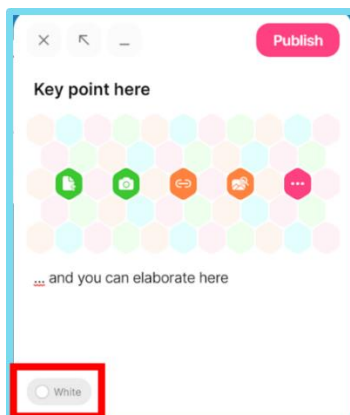 Publish
Key point here
... and you can elaborate here
White